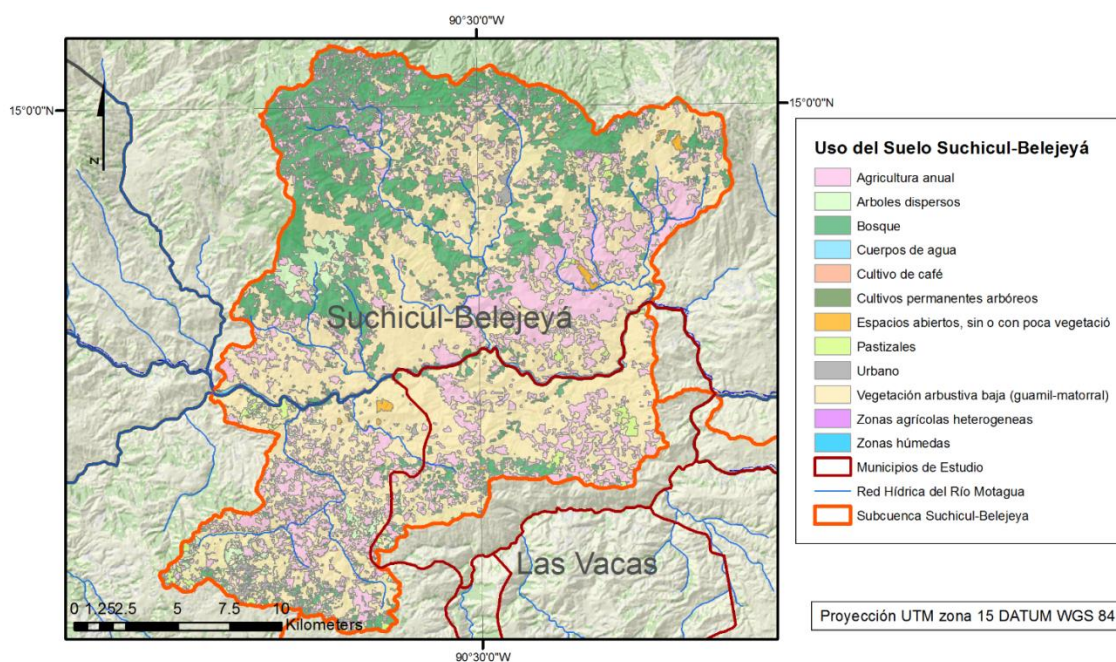 90°30'0"W
15°0'0"N
15°0'0"N
N
Suchicul-Belejeyá
Las Vacas
0 1.25 2.5 5 7.5 10
Kilometers
90°30'0"W
Uso del Suelo Suchicul-Belejeyá
Agricultura anual
Arboles dispersos
Bosque
Cuerpos de agua
Cultivo de café
Cultivos permanentes arbóreos
Espacios abiertos, sin o con poca vegetació
Pastizales
Urbano
Vegetación arbustiva baja (guamil-matorral)
Zonas agrícolas heterogeneas
Zonas húmedas
Municipios de Estudio
Red Hídrica del Río Motagua
Subcuenca Suchicul-Belejeya
Proyección UTM zona 15 DATUM WGS 84